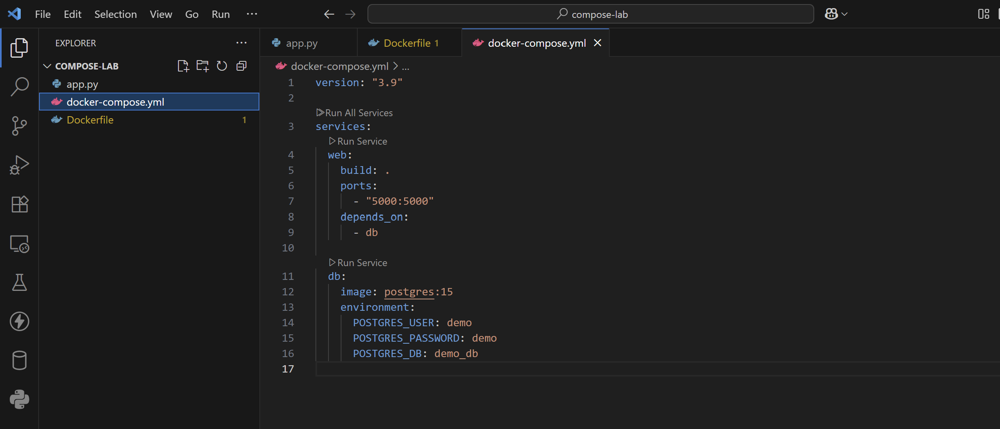 File Edit Selection View Go Run ...
compose-lab
EXPLORER ...
COMPOSE-LAB
app.py
docker-compose.yml
Dockerfile 1
app.py Dockerfile 1 docker-compose.yml
docker-compose.yml > ...
1 version: "3.9"
2
Run All Services
3 services:
Run Service
4   web:
5     build: .
6     ports:
7       - "5000:5000"
8     depends_on:
9       - db
10
Run Service
11   db:
12     image: postgres:15
13     environment:
14       POSTGRES_USER: demo
15       POSTGRES_PASSWORD: demo
16       POSTGRES_DB: demo_db
17